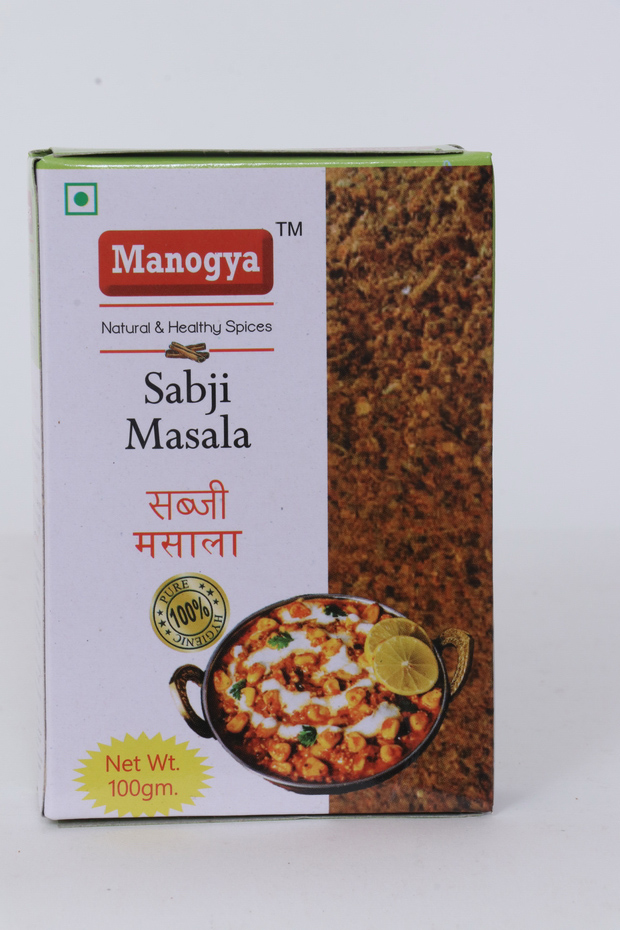 Manogya TM
Natural & Healthy Spices
Sabji
Masala
सब्जी
मसाला
PURE
100%
HYGIENIC
Net Wt.
100gm.